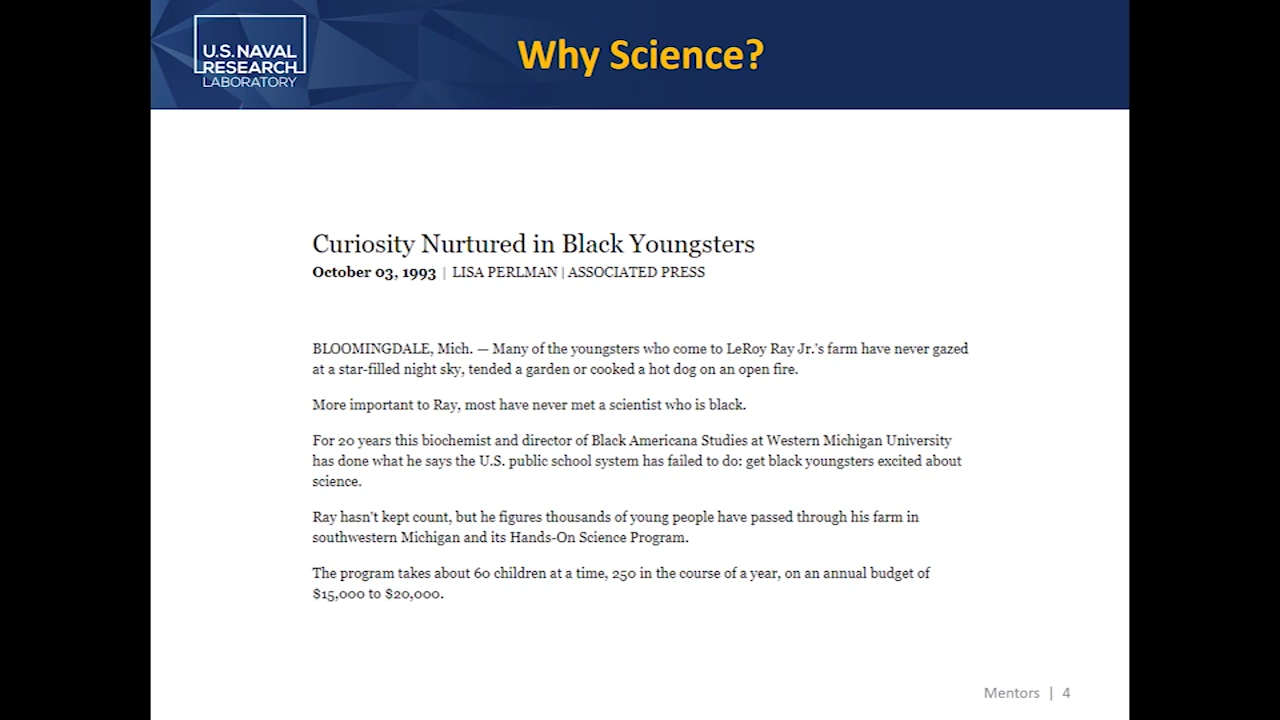 U.S. NAVAL
RESEARCH
LABORATORY
Why Science?
Curiosity Nurtured in Black Youngsters
October 03, 1993 | LISA PERLMAN | ASSOCIATED PRESS
BLOOMINGDALE, Mich. — Many of the youngsters who come to LeRoy Ray Jr.'s farm have never gazed
at a star-filled night sky, tended a garden or cooked a hot dog on an open fire.
More important to Ray, most have never met a scientist who is black.
For 20 years this biochemist and director of Black Americana Studies at Western Michigan University
has done what he says the U.S. public school system has failed to do: get black youngsters excited about
science.
Ray hasn't kept count, but he figures thousands of young people have passed through his farm in
southwestern Michigan and its Hands-On Science Program.
The program takes about 60 children at a time, 250 in the course of a year, on an annual budget of
$15,000 to $20,000.
Mentors | 4